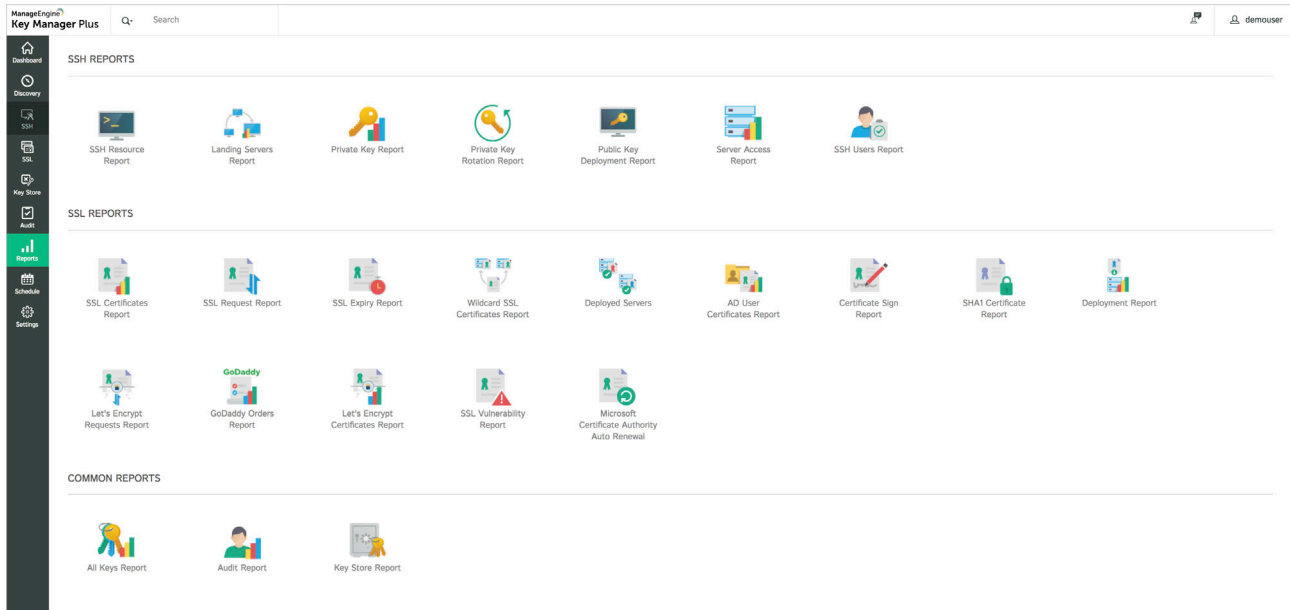 ManageEngine
Key Manager Plus
Search
demouser
Dashboard
Discovery
SSH
SSL
Key Store
Audit
Reports
Schedule
Settings
SSH REPORTS
SSH Resource
Report
Landing Servers
Report
Private Key Report
Private Key
Rotation Report
Public Key
Deployment Report
Server Access
Report
SSH Users Report
SSL REPORTS
SSL Certificates
Report
SSL Request Report
SSL Expiry Report
Wildcard SSL
Certificates Report
Deployed Servers
AD User
Certificates Report
Certificate Sign
Report
SHA1 Certificate
Report
Deployment Report
Let's Encrypt
Requests Report
GoDaddy
GoDaddy Orders
Report
Let's Encrypt
Certificates Report
SSL Vulnerability
Report
Microsoft
Certificate Authority
Auto Renewal
COMMON REPORTS
All Keys Report
Audit Report
Key Store Report